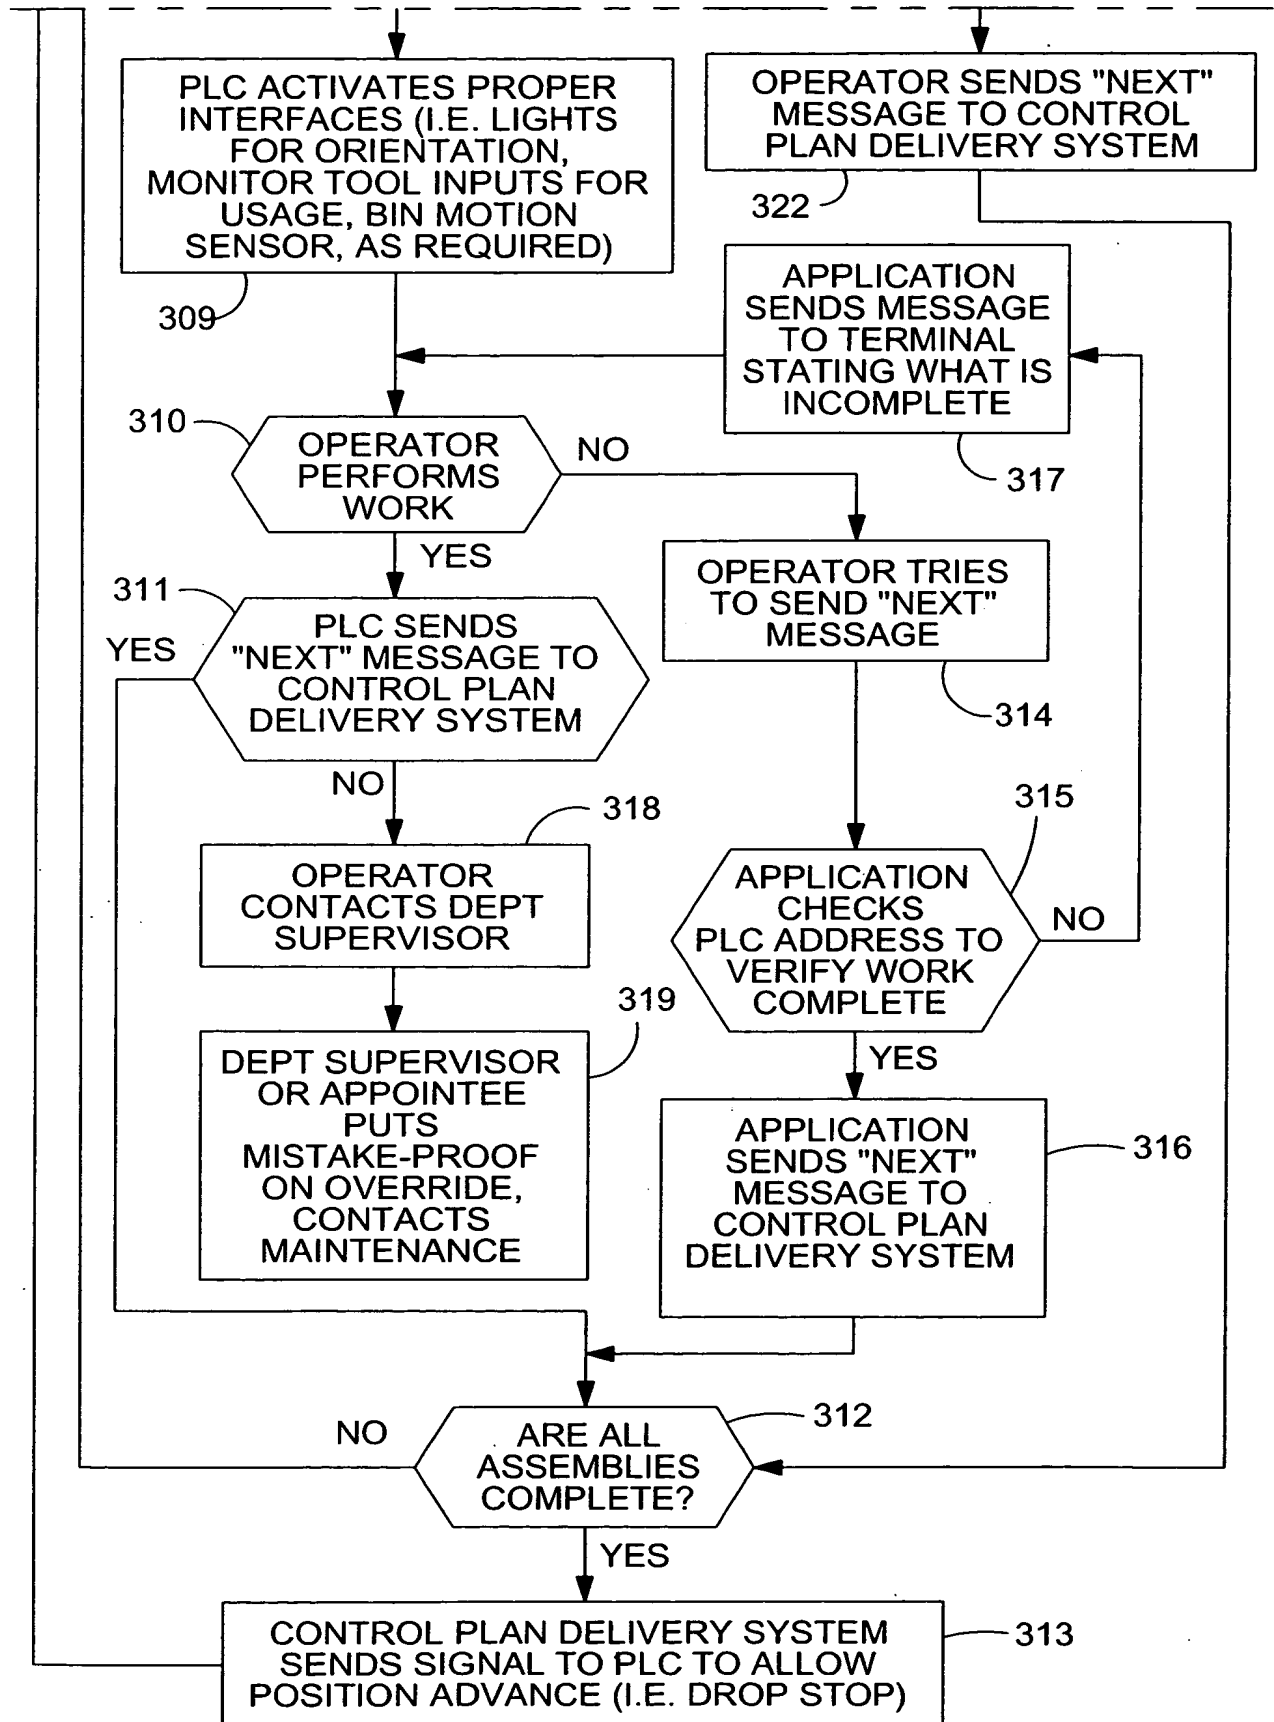 PLC ACTIVATES PROPER
INTERFACES (I.E. LIGHTS
FOR ORIENTATION,
MONITOR TOOL INPUTS FOR
USAGE, BIN MOTION
SENSOR, AS REQUIRED)
309
OPERATOR SENDS "NEXT"
MESSAGE TO CONTROL
PLAN DELIVERY SYSTEM
322
APPLICATION
SENDS MESSAGE
TO TERMINAL
STATING WHAT IS
INCOMPLETE
317
310
OPERATOR
PERFORMS
WORK
NO
YES
311
YES
PLC SENDS
"NEXT" MESSAGE TO
CONTROL PLAN
DELIVERY SYSTEM
NO
OPERATOR TRIES
TO SEND "NEXT"
MESSAGE
314
318
OPERATOR
CONTACTS DEPT
SUPERVISOR
315
APPLICATION
CHECKS
PLC ADDRESS TO
VERIFY WORK
COMPLETE
NO
YES
319
DEPT SUPERVISOR
OR APPOINTEE
PUTS
MISTAKE-PROOF
ON OVERRIDE,
CONTACTS
MAINTENANCE
APPLICATION
SENDS "NEXT"
MESSAGE TO
CONTROL PLAN
DELIVERY SYSTEM
316
312
NO
ARE ALL
ASSEMBLIES
COMPLETE?
YES
CONTROL PLAN DELIVERY SYSTEM
SENDS SIGNAL TO PLC TO ALLOW
POSITION ADVANCE (I.E. DROP STOP)
313